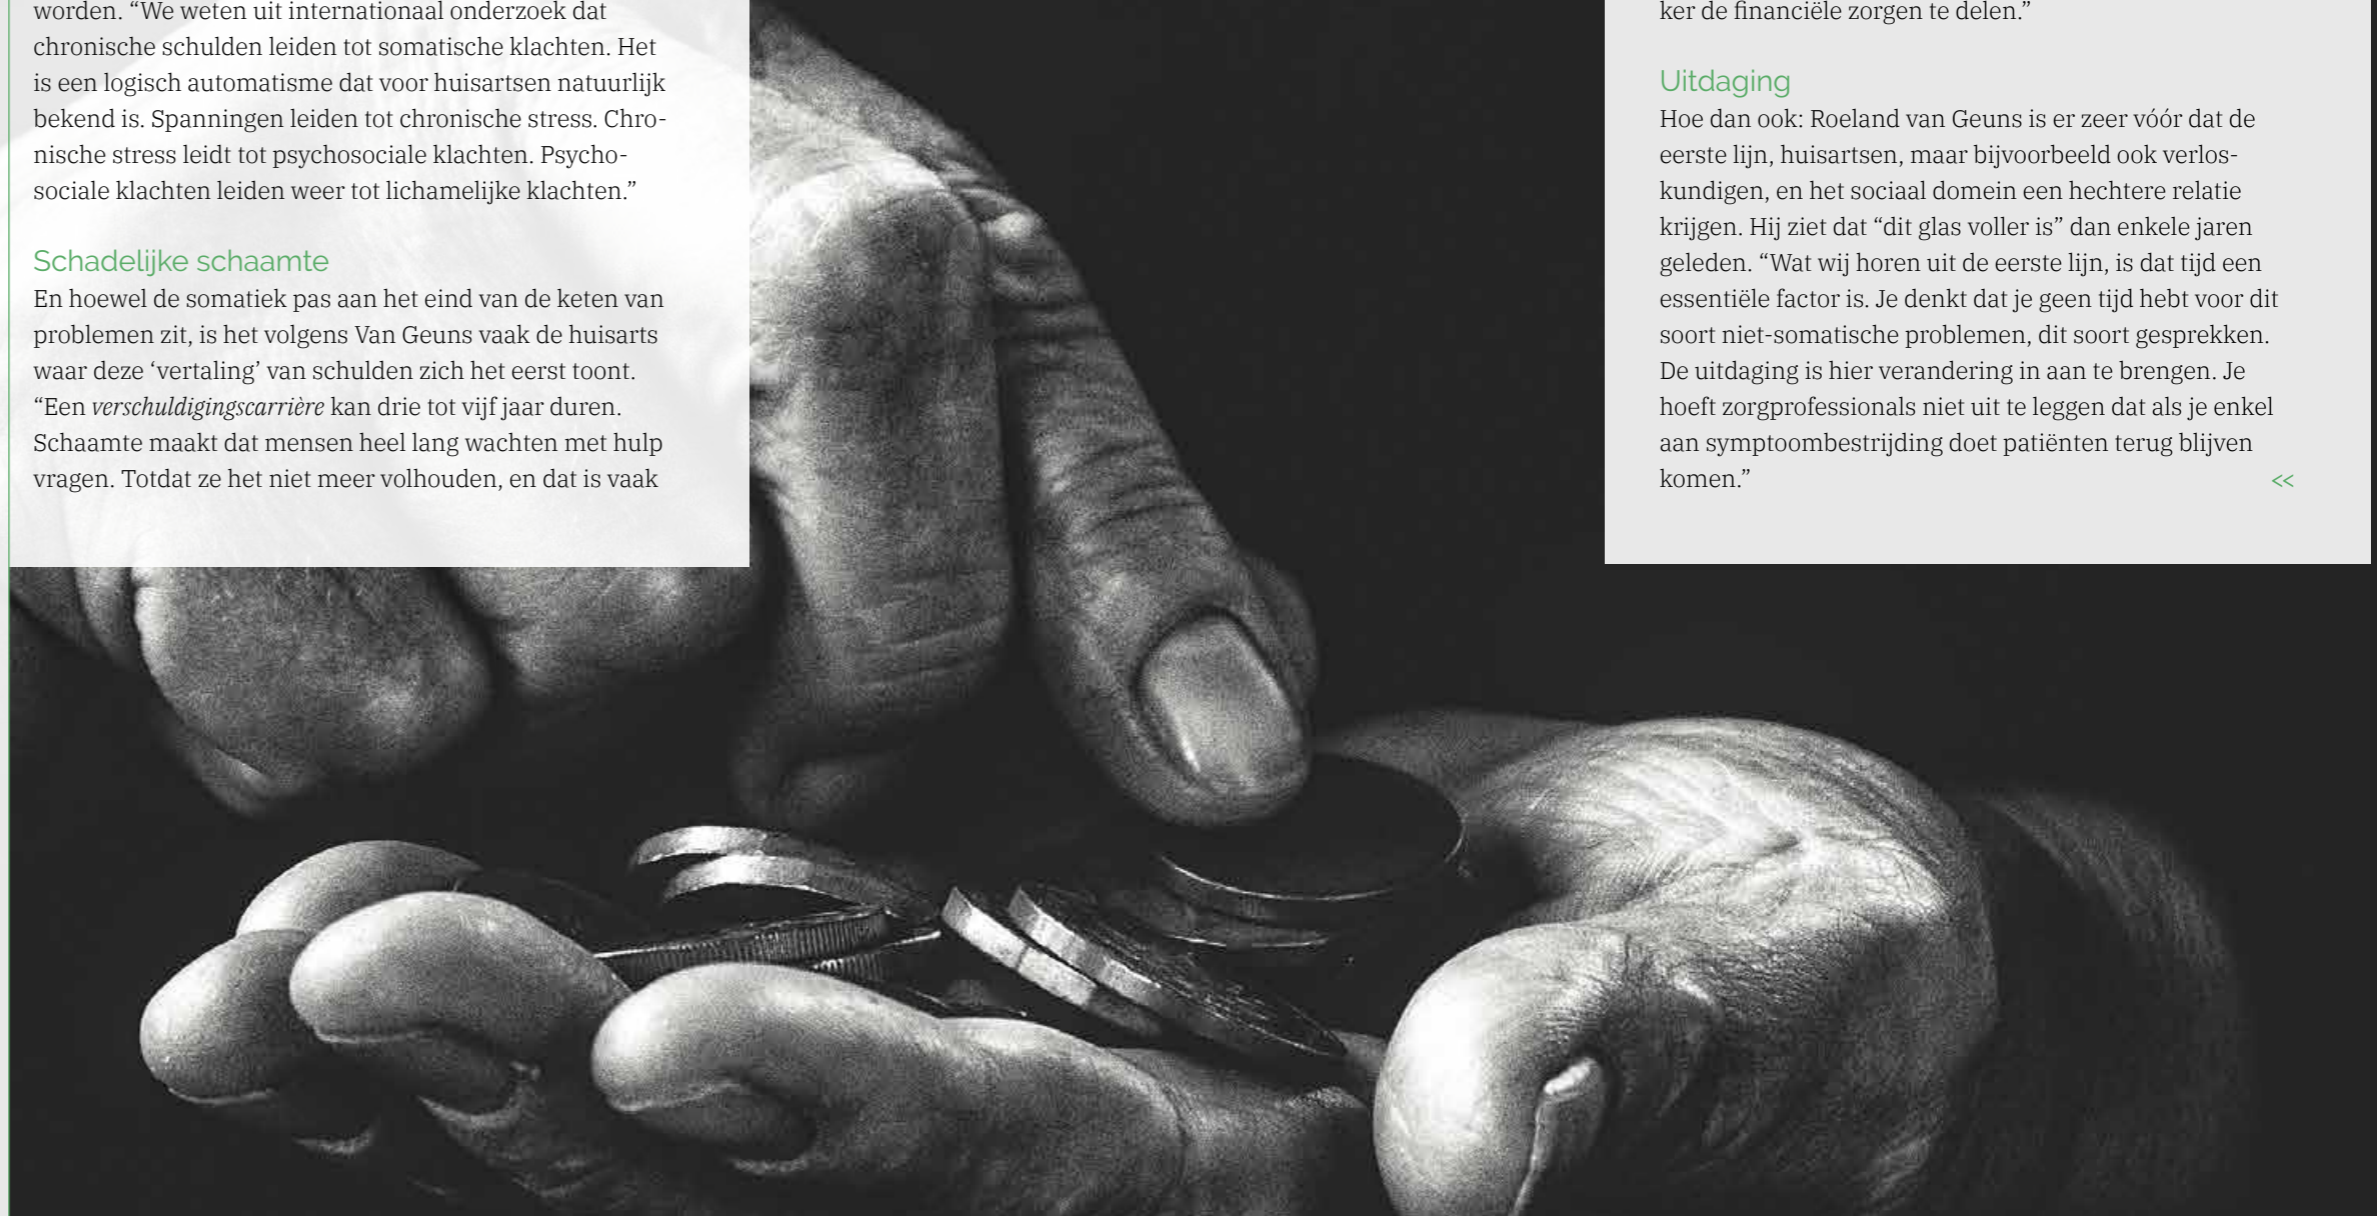 worden. “We weten uit internationaal onderzoek dat
chronische schulden leiden tot somatische klachten. Het
is een logisch automatisme dat voor huisartsen natuurlijk
bekend is. Spanningen leiden tot chronische stress. Chro-
nische stress leidt tot psychosociale klachten. Psycho-
sociale klachten leiden weer tot lichamelijke klachten.”
Schadelijke schaamte
En hoewel de somatiek pas aan het eind van de keten van
problemen zit, is het volgens Van Geuns vaak de huisarts
waar deze ‘vertaling’ van schulden zich het eerst toont.
“Een verschuldigingscarrière kan drie tot vijf jaar duren.
Schaamte maakt dat mensen heel lang wachten met hulp
vragen. Totdat ze het niet meer volhouden, en dat is vaak
ker de financiële zorgen te delen.”
Uitdaging
Hoe dan ook: Roeland van Geuns is er zeer vóór dat de
eerste lijn, huisartsen, maar bijvoorbeeld ook verlos-
kundigen, en het sociaal domein een hechtere relatie
krijgen. Hij ziet dat “dit glas voller is” dan enkele jaren
geleden. “Wat wij horen uit de eerste lijn, is dat tijd een
essentiële factor is. Je denkt dat je geen tijd hebt voor dit
soort niet-somatische problemen, dit soort gesprekken.
De uitdaging is hier verandering in aan te brengen. Je
hoeft zorgprofessionals niet uit te leggen dat als je enkel
aan symptoombestrijding doet patiënten terug blijven
komen.” <<